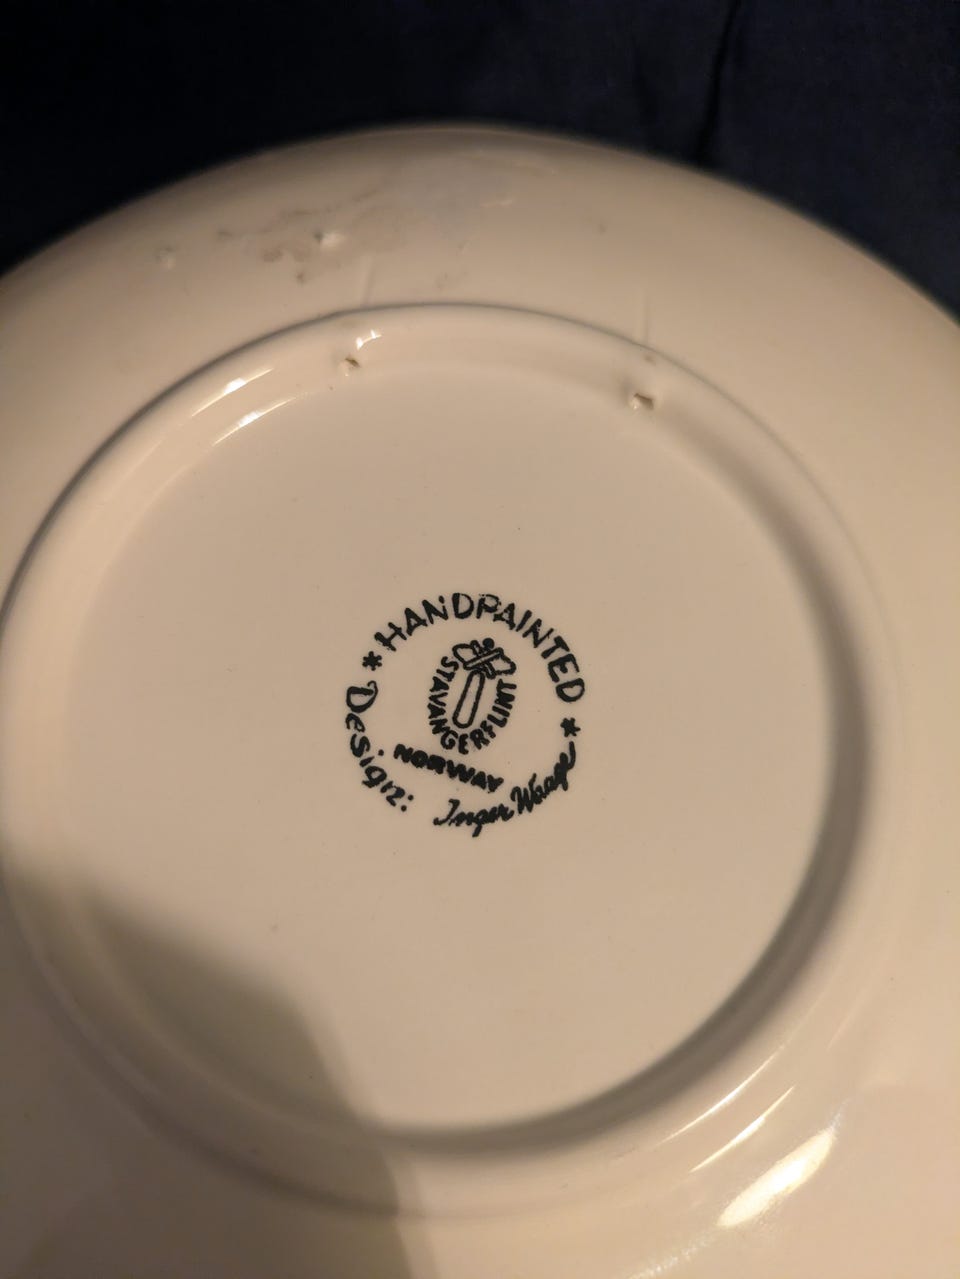 * HANDPAINTED *
STAVANGERFLINT
NORWAY
Design: Inger Waage